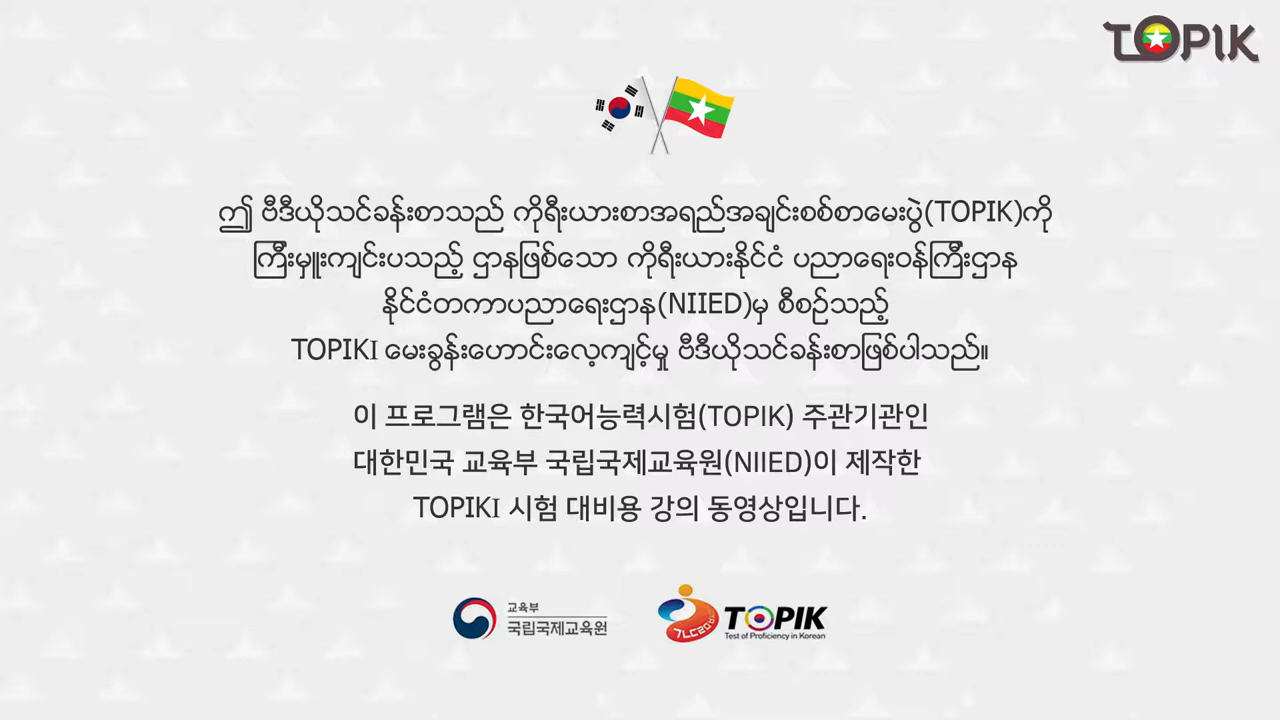 TOPIK
ဤ ဗီဒီယိုသင်ခန်းစာသည် ကိုရီးယားစာအရည်အချင်းစစ်စာမေးပွဲ(TOPIK)ကို
ကြီးမှူးကျင်းပသည့် ဌာနဖြစ်သော ကိုရီးယားနိုင်ငံ ပညာရေးဝန်ကြီးဌာန
နိုင်ငံတကာပညာရေးဌာန(NIIED)မှ စီစဉ်သည့်
TOPIKI မေးခွန်းဟောင်းလေ့ကျင့်မှု ဗီဒီယိုသင်ခန်းစာဖြစ်ပါသည်။
이 프로그램은 한국어능력시험(TOPIK) 주관기관인
대한민국 교육부 국립국제교육원(NIIED)이 제작한
TOPIKI 시험 대비용 강의 동영상입니다.
교육부
국립국제교육원
TOPIK
Test of Proficiency in Korean